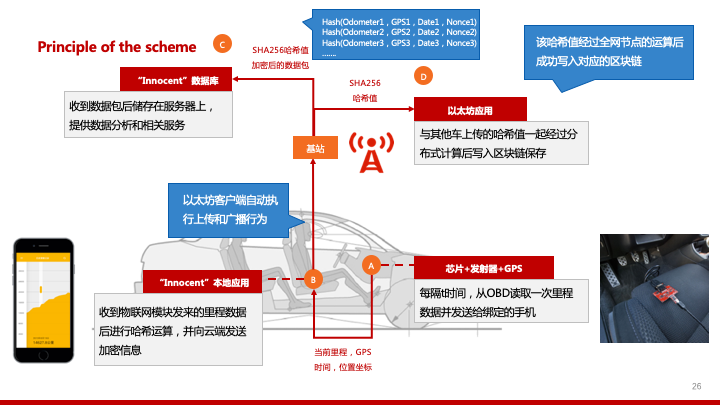 Principle of the scheme
C
SHA256哈希值
加密后的数据包
Hash(Odometer1，GPS1，Date1，Nonce1)
Hash(Odometer2，GPS2，Date2，Nonce2)
Hash(Odometer3，GPS3，Date3，Nonce3)
.......
该哈希值经过全网节点的运算后
成功写入对应的区块链
“Innocent”数据库
收到数据包后储存在服务器上，
提供数据分析和相关服务
SHA256
哈希值
D
以太坊应用
与其他车上传的哈希值一起经过分
布式计算后写入区块链保存
基站
以太坊客户端自动执
行上传和广播行为
“Innocent”本地应用
收到物联网模块发来的里程数据
后进行哈希运算，并向云端发送
加密信息
B
A
芯片+发射器+GPS
每隔t时间，从OBD读取一次里程
数据并发送给绑定的手机
当前里程，GPS
时间，位置坐标
26